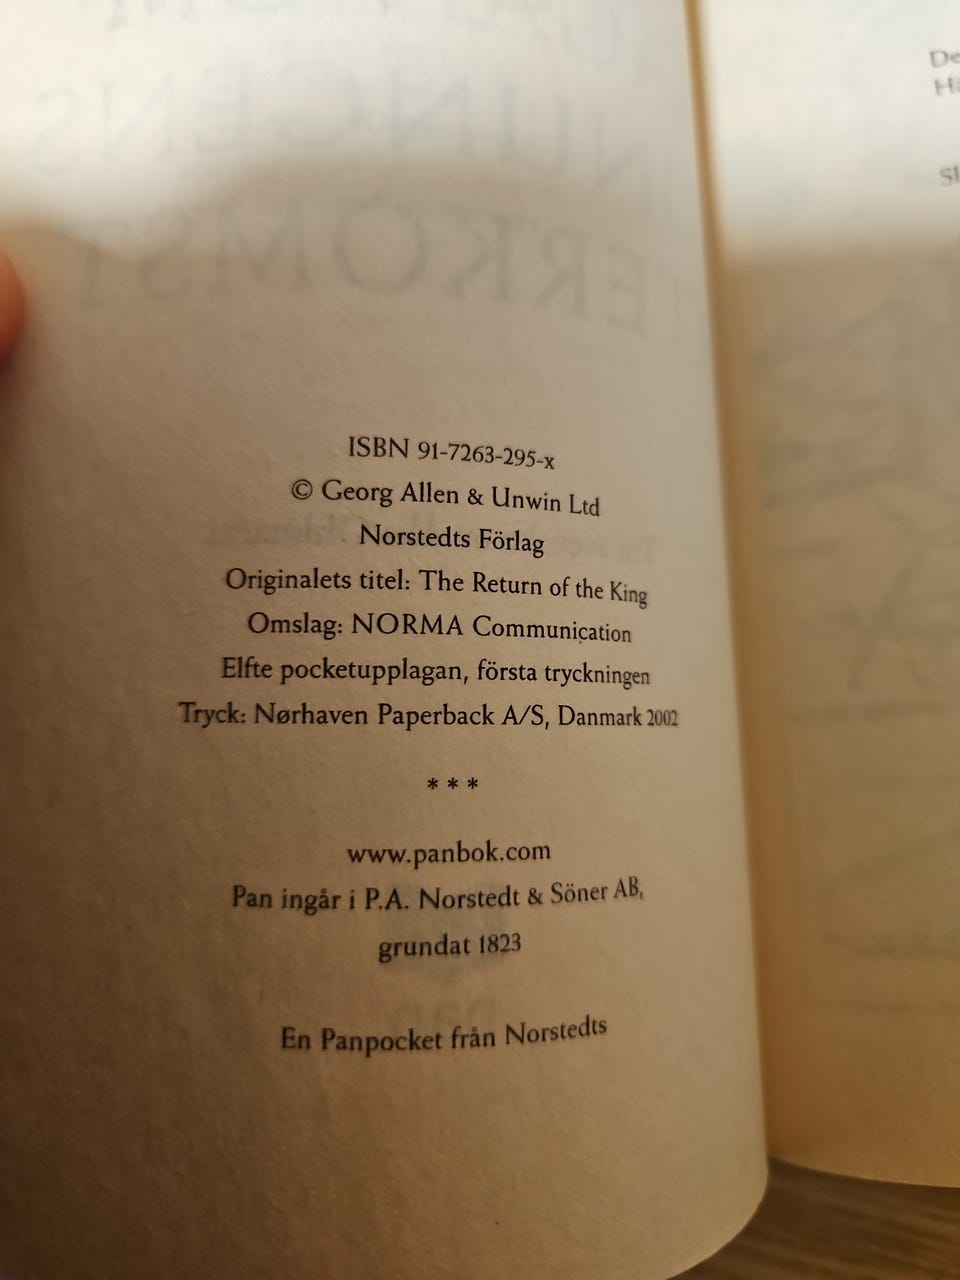 ISBN 91-7263-295-x
© Georg Allen & Unwin Ltd
Norstedts Förlag
Originalets titel: The Return of the King
Omslag: NORMA Communication
Elfte pocketupplagan, första tryckningen
Tryck: Nørhaven Paperback A/S, Danmark 2002
* * *
www.panbok.com
Pan ingår i P.A. Norstedt & Söner AB,
grundat 1823
En Panpocket från Norstedts